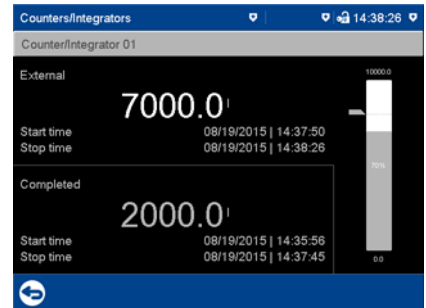 Counters/Integrators 14:38:26
Counter/Integrator 01
External
10000.0
7000.0 l
Start time 08/19/2015 | 14:37:50
Stop time 08/19/2015 | 14:38:26
70%
Completed
2000.0 l
Start time 08/19/2015 | 14:35:56
Stop time 08/19/2015 | 14:37:45
0.0